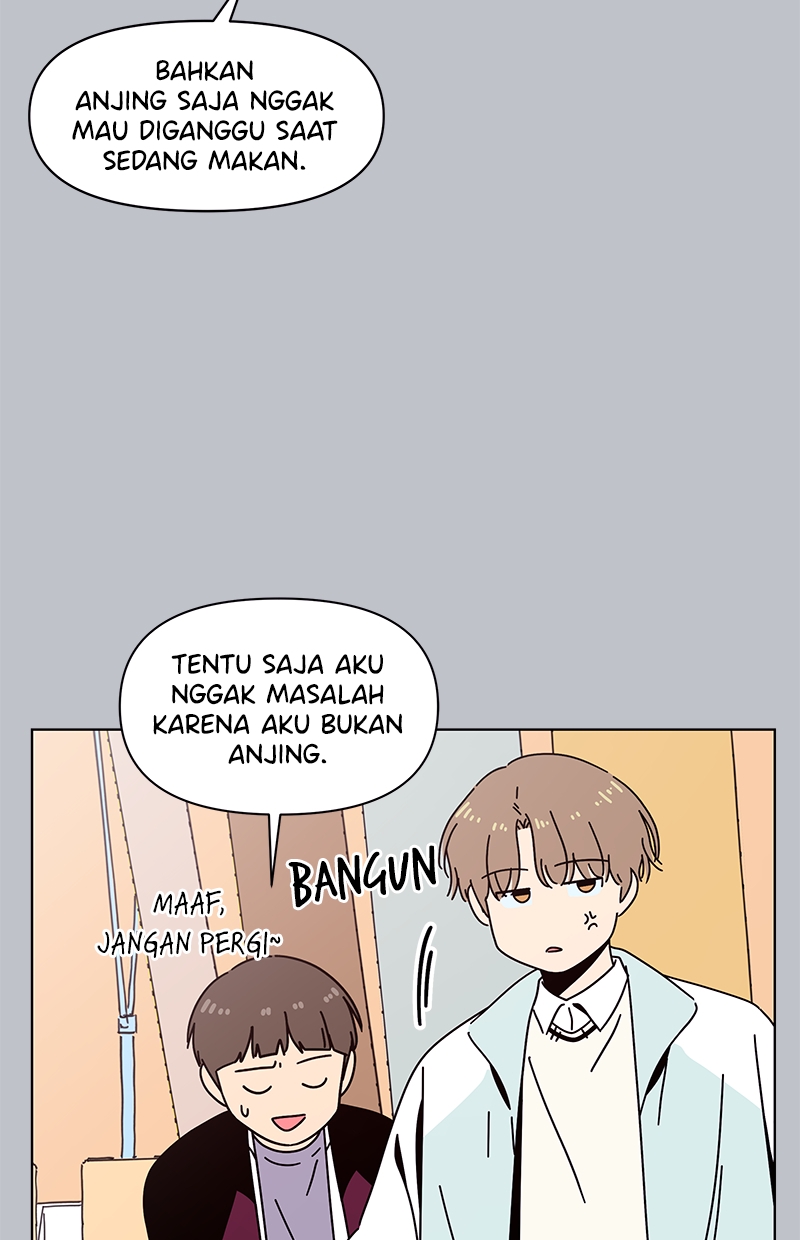 BAHKAN
ANJING SAJA NGGAK
MAU DIGANGGU SAAT
SEDANG MAKAN.
TENTU SAJA AKU
NGGAK MASALAH
KARENA AKU BUKAN
ANJING.
BANGUN
MAAF,
JANGAN PERGI~